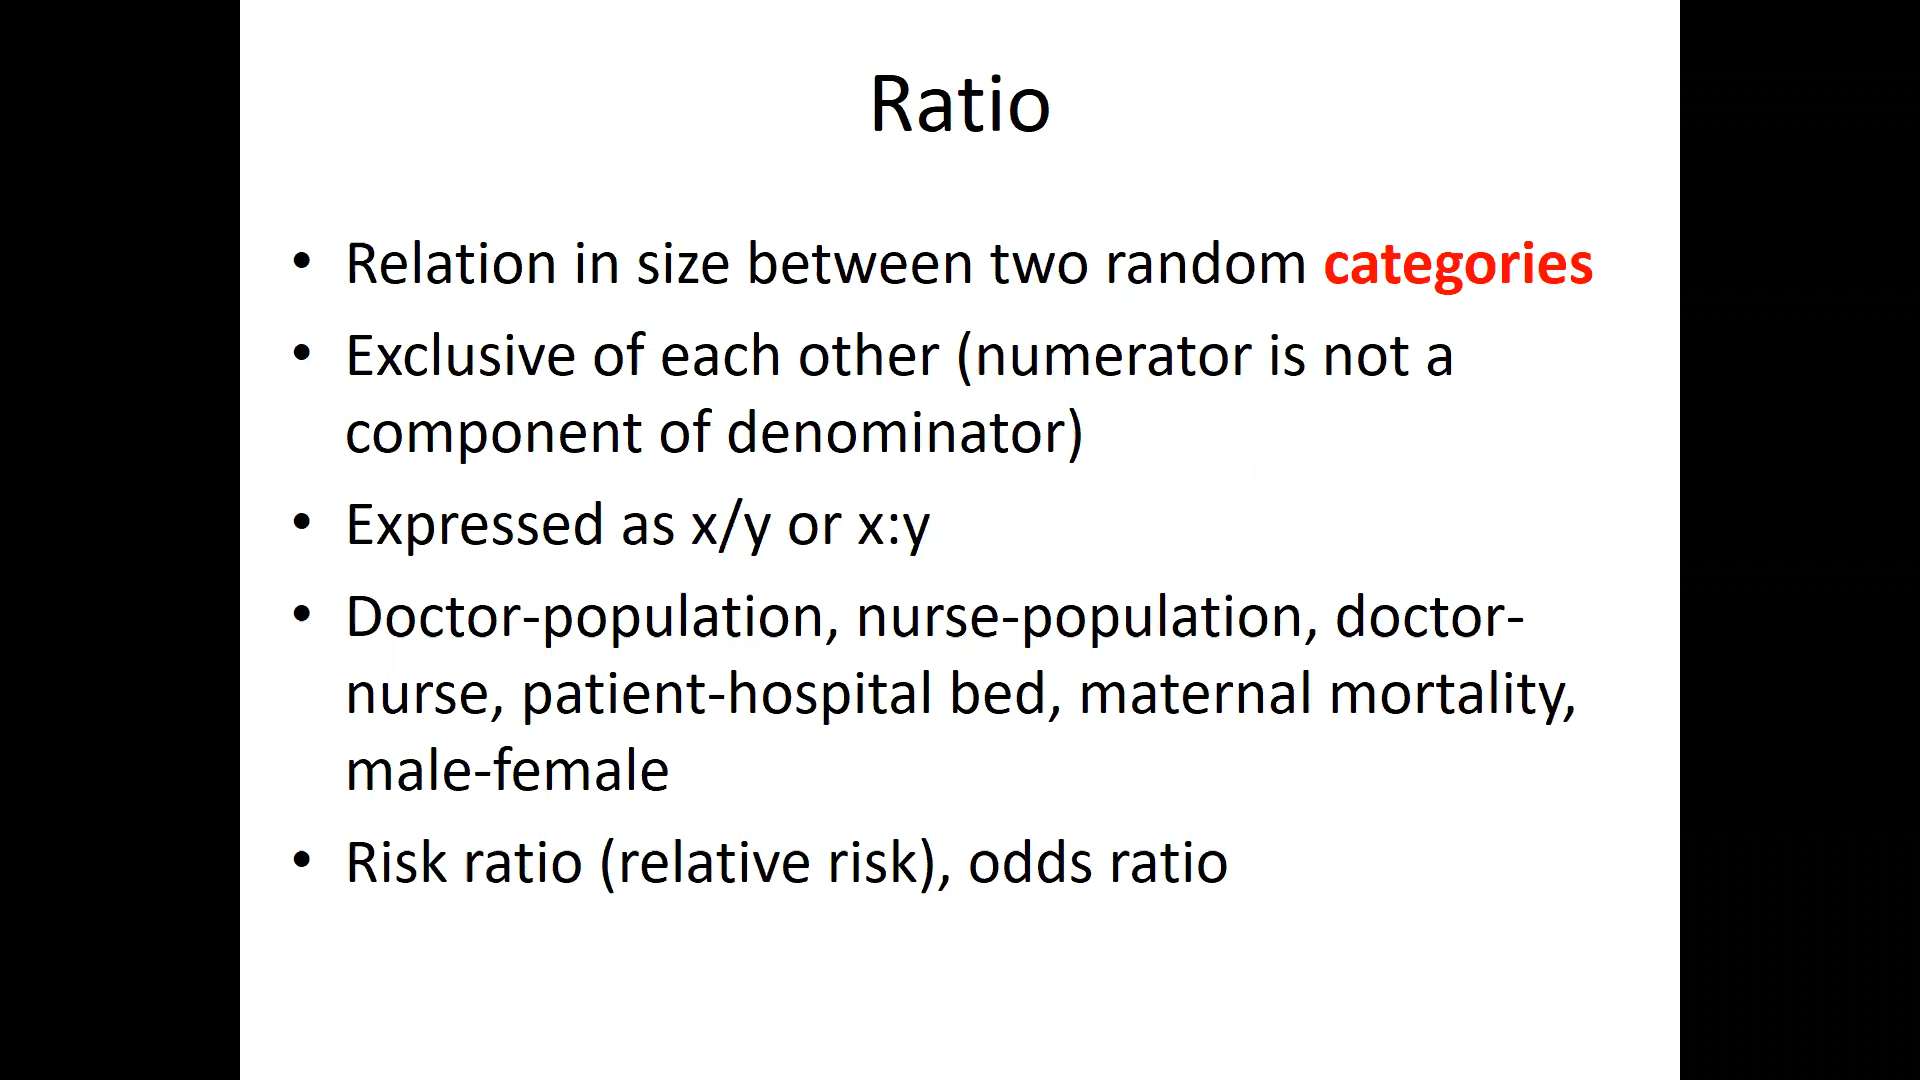 Ratio
• Relation in size between two random categories
• Exclusive of each other (numerator is not a
component of denominator)
• Expressed as x/y or x:y
• Doctor-population, nurse-population, doctor-
nurse, patient-hospital bed, maternal mortality,
male-female
• Risk ratio (relative risk), odds ratio